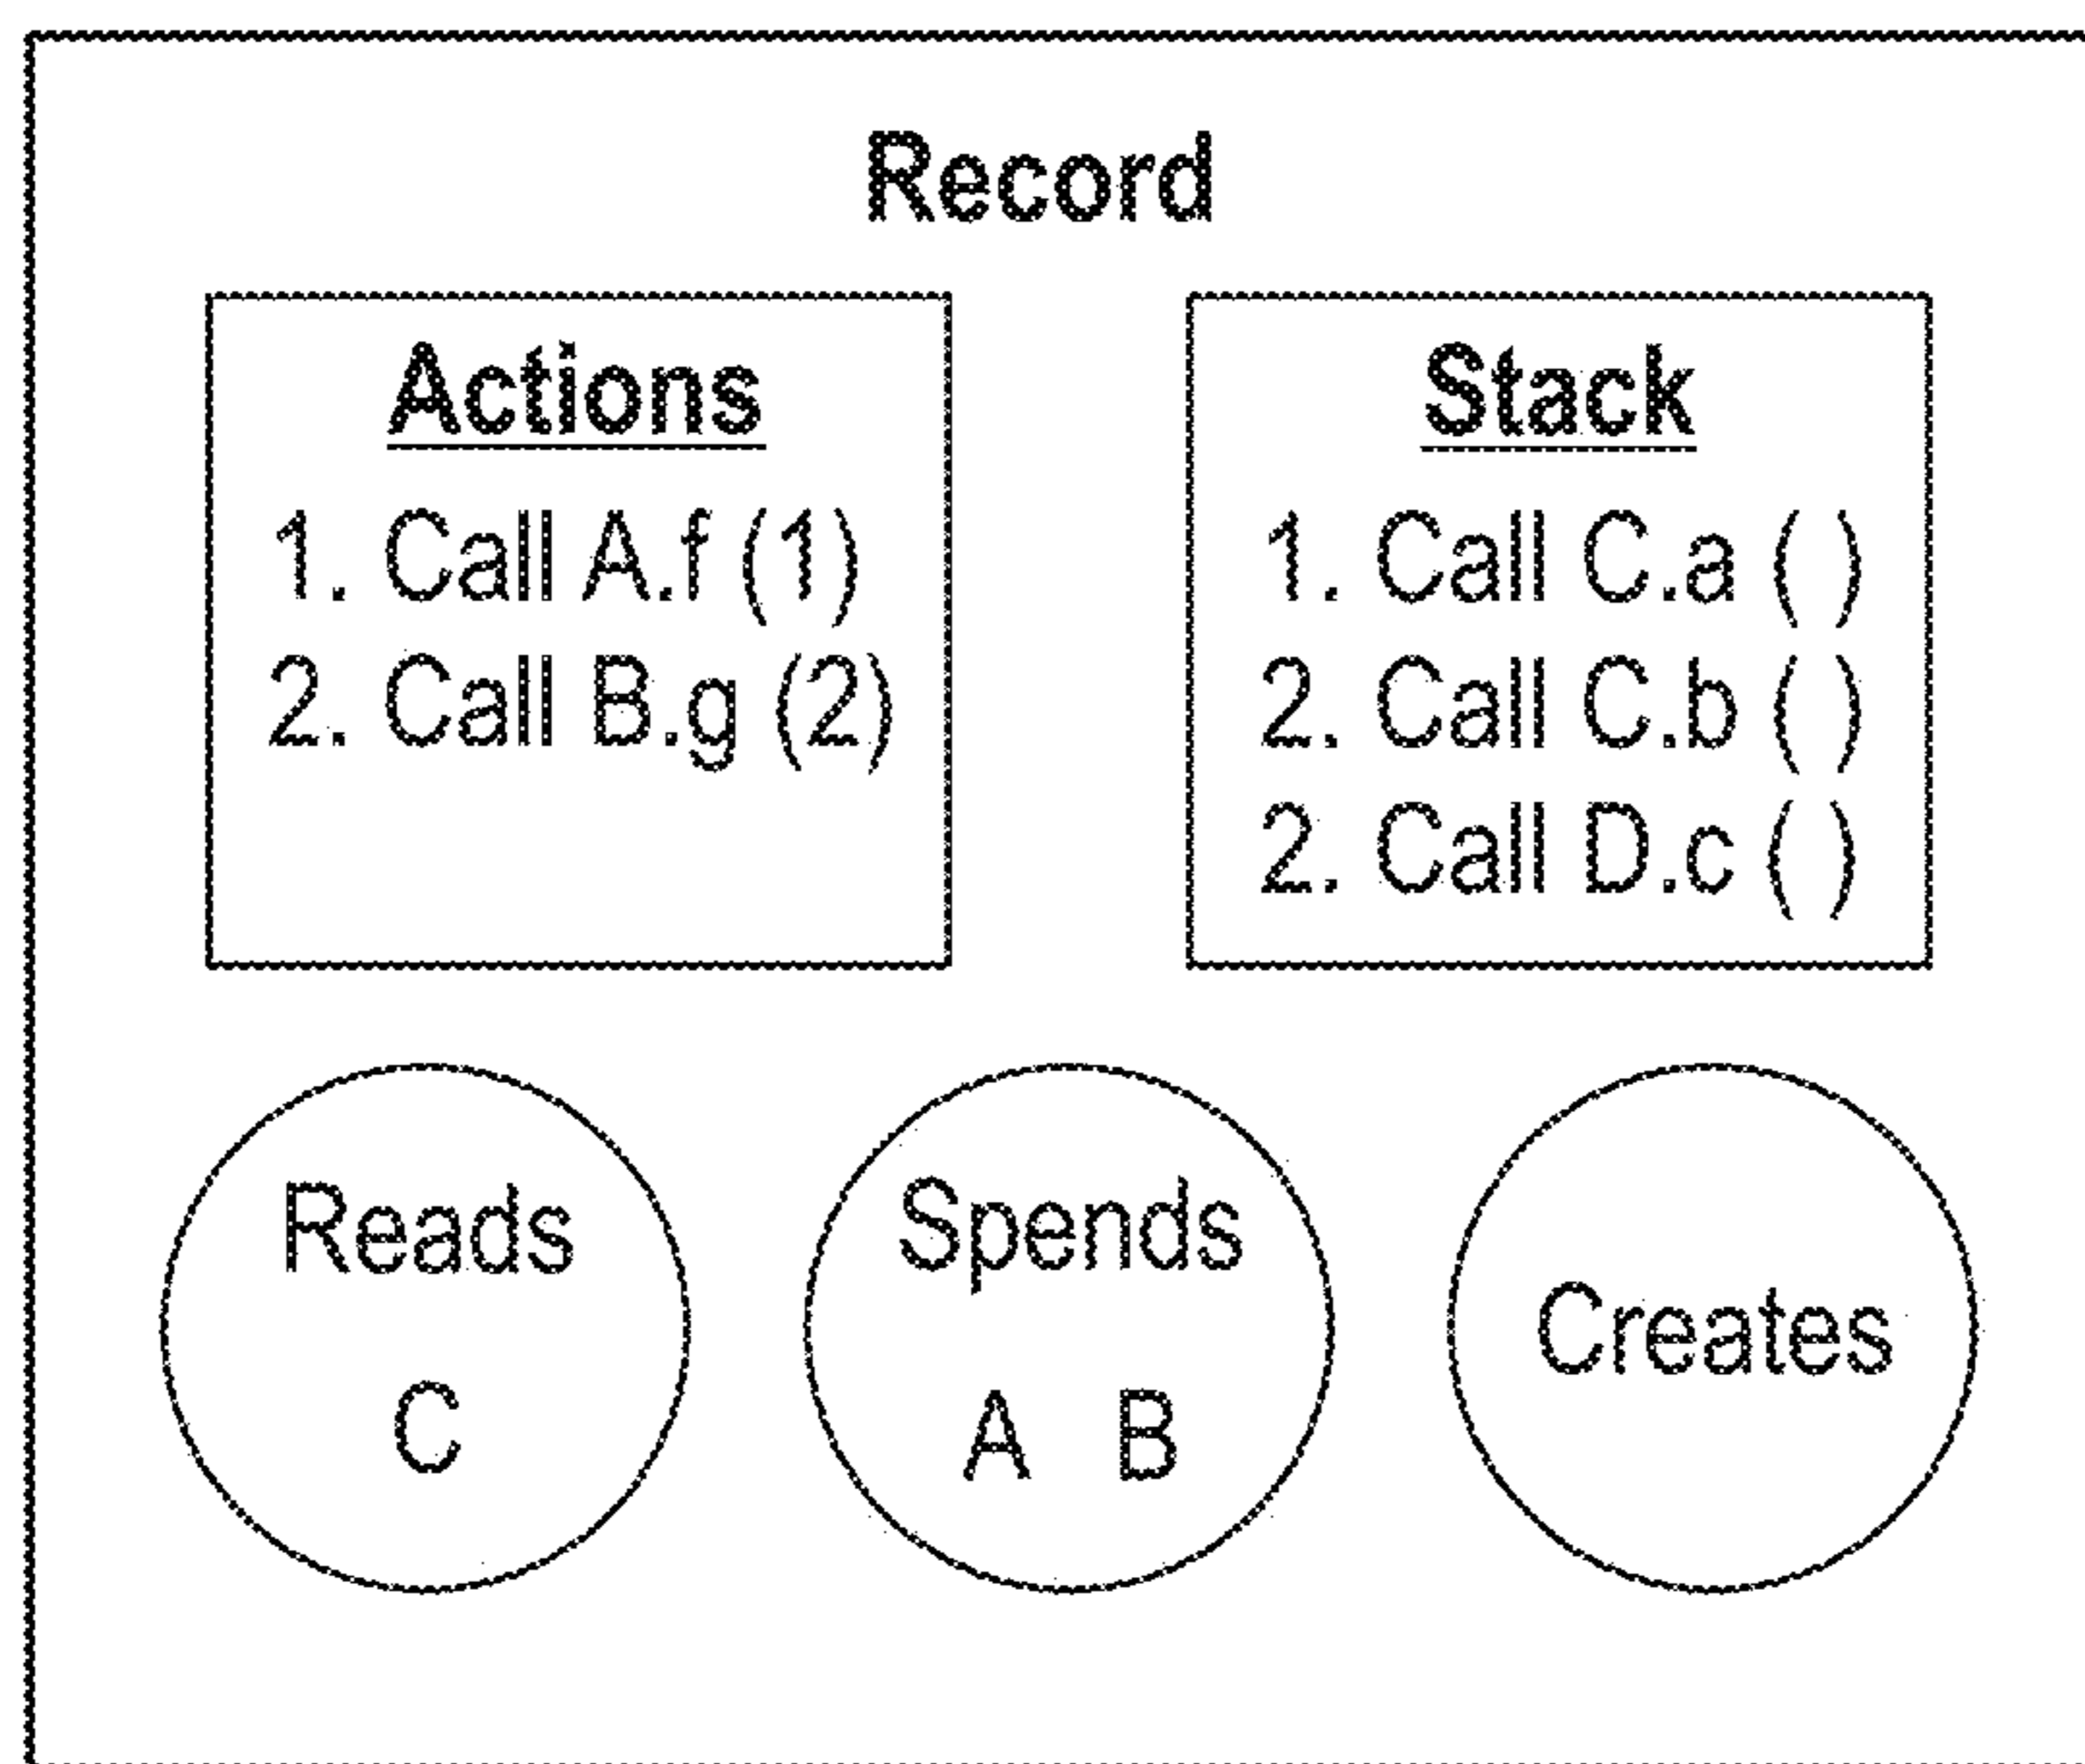 Record
Actions
1. Call A.f (1)
2. Call B.g (2)
Stack
1. Call C.a ( )
2. Call C.b ( )
2. Call D.c ( )
Reads
C
Spends
A B
Creates